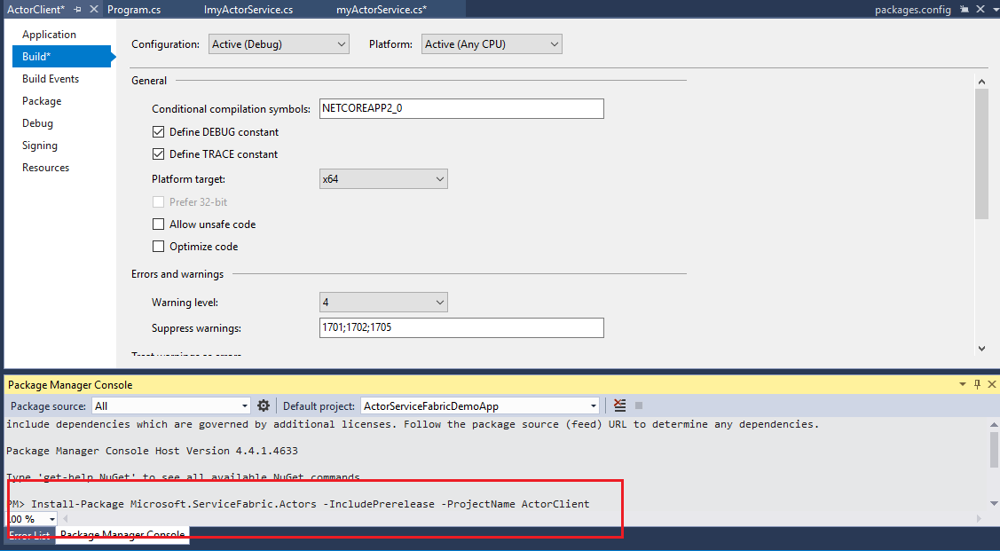 ActorClient* Program.cs ImyActorService.cs myActorService.cs* packages.config
Application
Build*
Build Events
Package
Debug
Signing
Resources
Configuration: Active (Debug) Platform: Active (Any CPU)
General
Conditional compilation symbols: NETCOREAPP2_0
Define DEBUG constant
Define TRACE constant
Platform target: x64
Prefer 32-bit
Allow unsafe code
Optimize code
Errors and warnings
Warning level: 4
Suppress warnings: 1701;1702;1705
Treat warnings as errors
Package Manager Console
Package source: All Default project: ActorServiceFabricDemoApp
include dependencies which are governed by additional licenses. Follow the package source (feed) URL to determine any dependencies.
Package Manager Console Host Version 4.4.1.4633
Type 'get-help NuGet' to see all available NuGet commands
PM> Install-Package Microsoft.ServiceFabric.Actors -IncludePrerelease -ProjectName ActorClient
100 %
Error List Package Manager Console